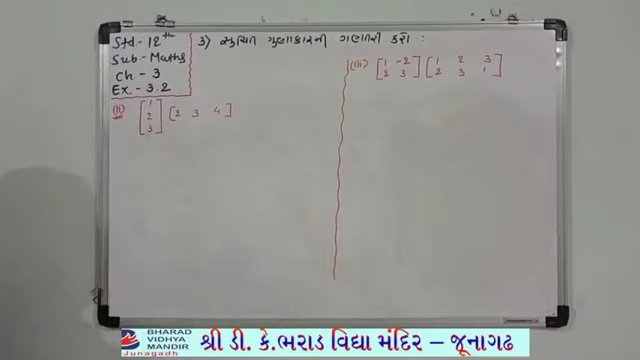 Std - 12th
Sub - Maths
Ch - 3
Ex. - 3.2
3) સૂચિત ગુણાકારની ગણતરી કરો :
(ii) [1 2 3] [2 3 4]
(iii) [1 -2
2 3] [1 2 3
2 3 1]
BHARAD
VIDHYA
MANDIR
Junagadh
શ્રી ડી. કે.ભરાડ વિદ્યા મંદિર – જૂનાગઢ